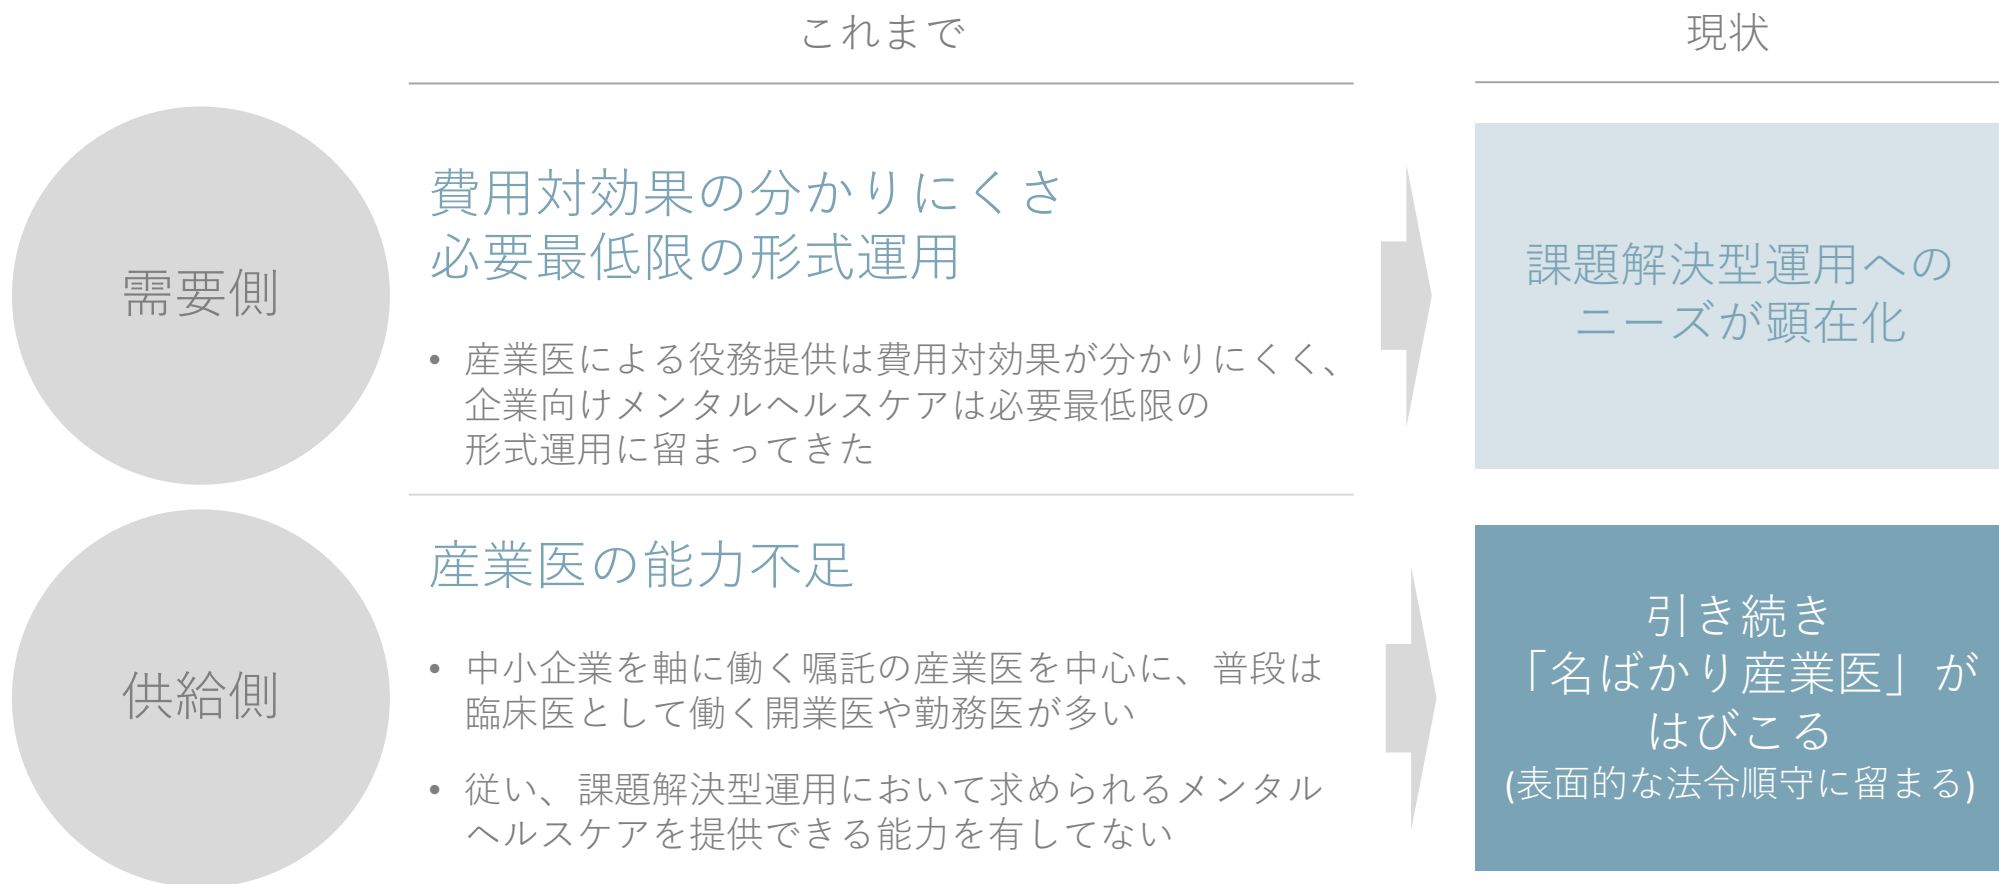 これまで
現状
需要側
費用対効果の分かりにくさ
必要最低限の形式運用
• 産業医による役務提供は費用対効果が分かりにくく、
企業向けメンタルヘルスケアは必要最低限の
形式運用に留まってきた
課題解決型運用への
ニーズが顕在化
供給側
産業医の能力不足
• 中小企業を軸に働く嘱託の産業医を中心に、普段は
臨床医として働く開業医や勤務医が多い
• 従い、課題解決型運用において求められるメンタル
ヘルスケアを提供できる能力を有してない
引き続き
「名ばかり産業医」が
はびこる
(表面的な法令順守に留まる)